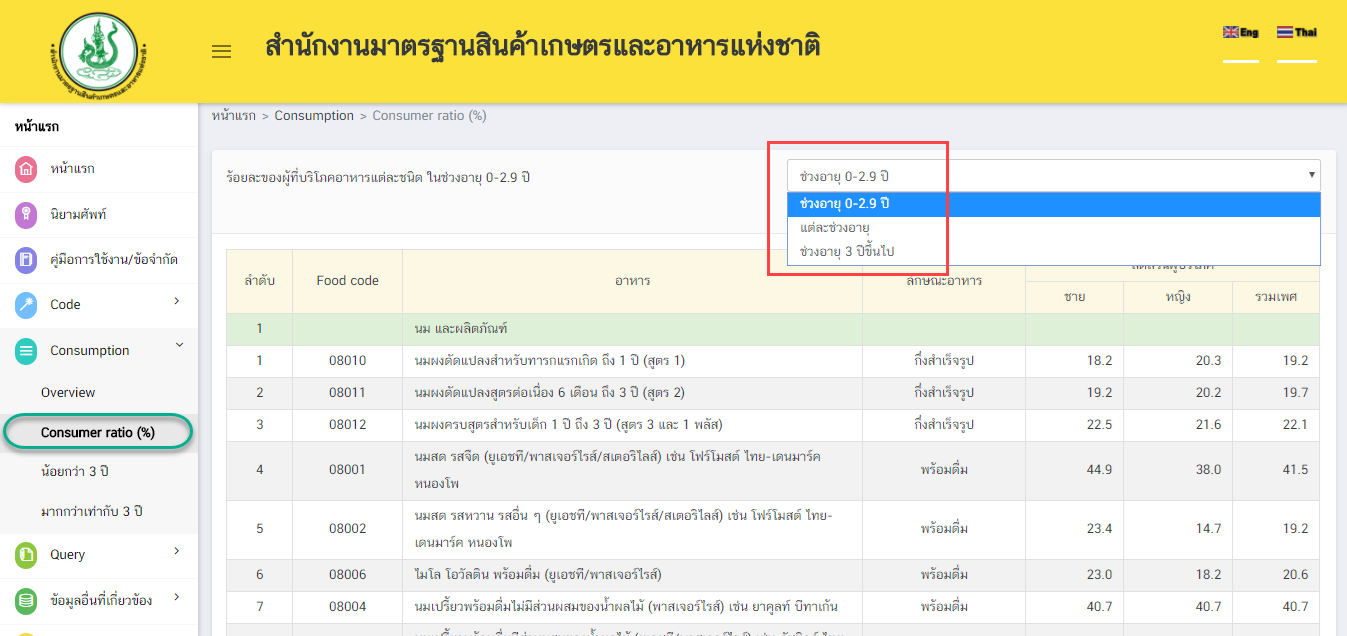 สำนักงานมาตรฐานสินค้าเกษตรและอาหารแห่งชาติ
Eng
Thai
หน้าแรก
หน้าแรก
นิยามศัพท์
คู่มือการใช้งาน/ข้อจำกัด
Code
Consumption
Overview
Consumer ratio (%)
น้อยกว่า 3 ปี
มากกว่าเท่ากับ 3 ปี
Query
ข้อมูลอื่นที่เกี่ยวข้อง
หน้าแรก > Consumption > Consumer ratio (%)
ร้อยละของผู้ที่บริโภคอาหารแต่ละชนิด ในช่วงอายุ 0-2.9 ปี
ช่วงอายุ 0-2.9 ปี
ช่วงอายุ 0-2.9 ปี
แต่ละช่วงอายุ
ช่วงอายุ 3 ปีขึ้นไป
ลำดับ Food code อาหาร ลักษณะอาหาร
ชาย หญิง รวมเพศ
1 นม และผลิตภัณฑ์
1 08010 นมผงดัดแปลงสำหรับทารกแรกเกิด ถึง 1 ปี (สูตร 1) กึ่งสำเร็จรูป 18.2 20.3 19.2
2 08011 นมผงดัดแปลงสูตรต่อเนื่อง 6 เดือน ถึง 3 ปี (สูตร 2) กึ่งสำเร็จรูป 19.2 20.2 19.7
3 08012 นมผงครบสูตรสำหรับเด็ก 1 ปี ถึง 3 ปี (สูตร 3 และ 1 พลัส) กึ่งสำเร็จรูป 22.5 21.6 22.1
4 08001 นมสด รสจืด (ยูเอชที/พาสเจอร์ไรส์/สเตอริไลส์) เช่น โฟร์โมสต์ ไทย-เดนมาร์ค พร้อมดื่ม 44.9 38.0 41.5
หนองโพ
5 08002 นมสด รสหวาน รสอื่น ๆ (ยูเอชที/พาสเจอร์ไรส์/สเตอริไลส์) เช่น โฟร์โมสต์ ไทย- พร้อมดื่ม 23.4 14.7 19.2
เดนมาร์ค หนองโพ
6 08006 ไมโล โอวัลติน พร้อมดื่ม (ยูเอชที/พาสเจอร์ไรส์) พร้อมดื่ม 23.0 18.2 20.6
7 08004 นมเปรี้ยวพร้อมดื่มไม่มีส่วนผสมของน้ำผลไม้ (พาสเจอร์ไรส์) เช่น ยาคูลท์ บีทาเก้น พร้อมดื่ม 40.7 40.7 40.7